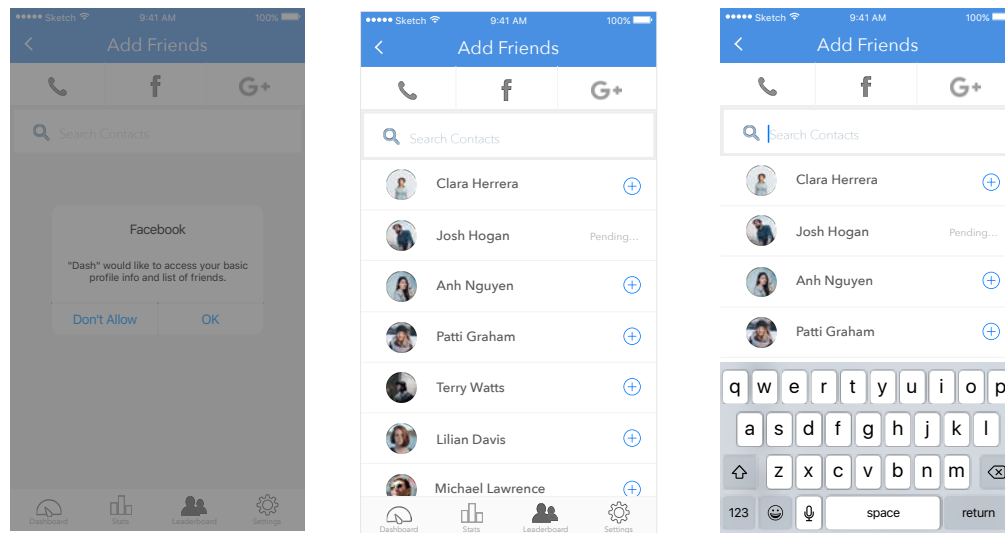 Sketch 9:41 AM 100%
Add Friends
f G+
Search Contacts
Facebook
"Dash" would like to access your basic
profile info and list of friends.
Don't Allow OK
Dashboard Stats Leaderboard Settings
Sketch 9:41 AM 100%
Add Friends
f G+
Search Contacts
Clara Herrera
Josh Hogan Pending...
Anh Nguyen
Patti Graham
Terry Watts
Lilian Davis
Michael Lawrence
Dashboard Stats Leaderboard Settings
Sketch 9:41 AM 100%
Add Friends
f G+
Search Contacts
Clara Herrera
Josh Hogan Pending...
Anh Nguyen
Patti Graham
q w e r t y u i o p
a s d f g h j k l
z x c v b n m
123 space return